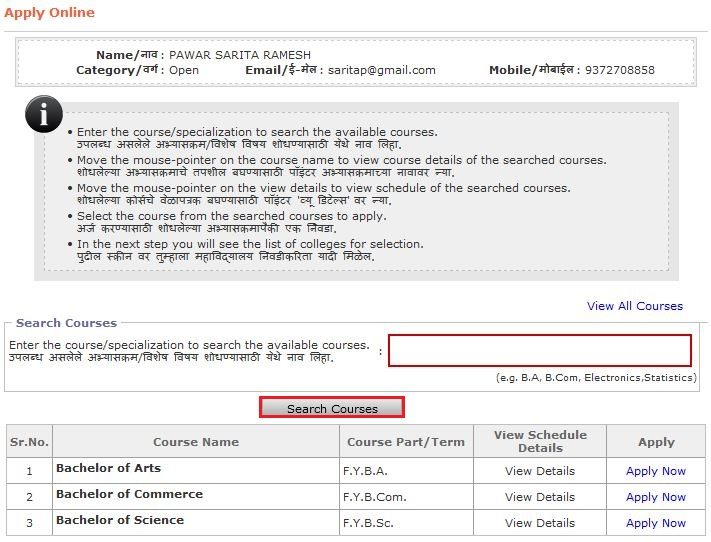 Apply Online
Name/नाव : PAWAR SARITA RAMESH
Category/वर्ग : Open Email/ई-मेल : saritap@gmail.com Mobile/मोबाईल : 9372708858
i
• Enter the course/specialization to search the available courses.
उपलब्ध असलेले अभ्यासक्रम/विशेष विषय शोधण्यासाठी येथे नाव लिहा.
• Move the mouse-pointer on the course name to view course details of the searched courses.
शोधलेल्या अभ्यासक्रमाचे तपशील बघण्यासाठी पॉइंटर अभ्यासक्रमाच्या नावावर न्या.
• Move the mouse-pointer on the view details to view schedule of the searched courses.
शोधलेल्या कोर्सचे वेळापत्रक बघण्यासाठी पॉइंटर 'व्यू डिटेल्स' वर न्या.
• Select the course from the searched courses to apply.
अर्ज करण्यासाठी शोधलेल्या अभ्यासक्रमापैकी एक निवडा.
• In the next step you will see the list of colleges for selection.
पुढील स्क्रीन वर तुम्हाला महाविद्यालय निवडीकरिता यादी मिळेल.
View All Courses
Search Courses
Enter the course/specialization to search the available courses. :
उपलब्ध असलेले अभ्यासक्रम/विशेष विषय शोधण्यासाठी येथे नाव लिहा.
(e.g. B.A, B.Com, Electronics,Statistics)
Search Courses
Sr.No. Course Name Course Part/Term View Schedule Details Apply
1 Bachelor of Arts F.Y.B.A. View Details Apply Now
2 Bachelor of Commerce F.Y.B.Com. View Details Apply Now
3 Bachelor of Science F.Y.B.Sc. View Details Apply Now